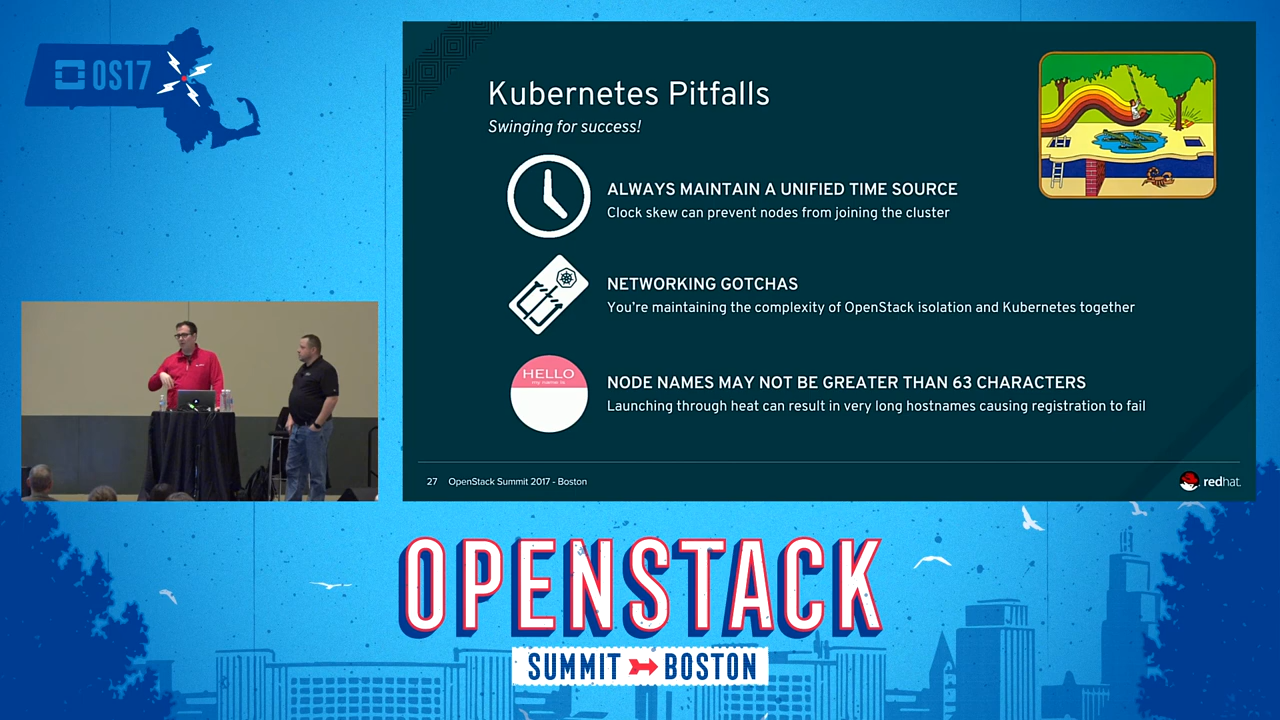 OS17
Kubernetes Pitfalls
Swinging for success!
ALWAYS MAINTAIN A UNIFIED TIME SOURCE
Clock skew can prevent nodes from joining the cluster
NETWORKING GOTCHAS
You're maintaining the complexity of OpenStack isolation and Kubernetes together
HELLO
my name is
NODE NAMES MAY NOT BE GREATER THAN 63 CHARACTERS
Launching through heat can result in very long hostnames causing registration to fail
27 OpenStack Summit 2017 - Boston
redhat.
OPENSTACK
SUMMIT BOSTON